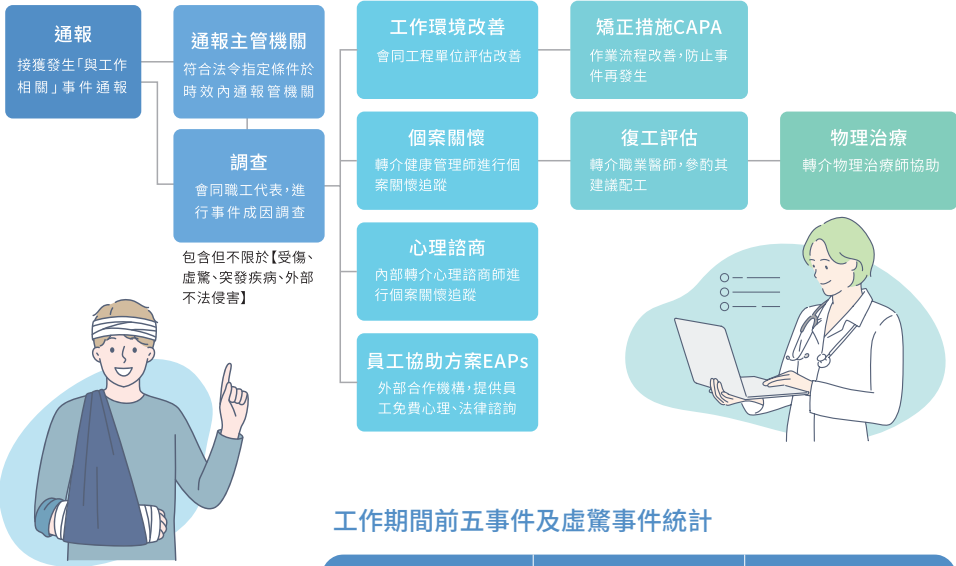 通報
接獲發生「與工作
相關」事件通報
通報主管機關
符合法令指定條件於
時效內通報管機關
調查
會同職工代表，進
行事件成因調查
包含但不限於【受傷、
虛驚、突發疾病、外部
不法侵害】
工作環境改善
會同工程單位評估改善
矯正措施CAPA
作業流程改善，防止事
件再發生
個案關懷
轉介健康管理師進行個
案關懷追蹤
復工評估
轉介職業醫師，參酌其
建議配工
物理治療
轉介物理治療師協助
心理諮商
內部轉介心理諮商師進
行個案關懷追蹤
員工協助方案EAPs
外部合作機構，提供員
工免費心理、法律諮詢
工作期間前五事件及虛驚事件統計